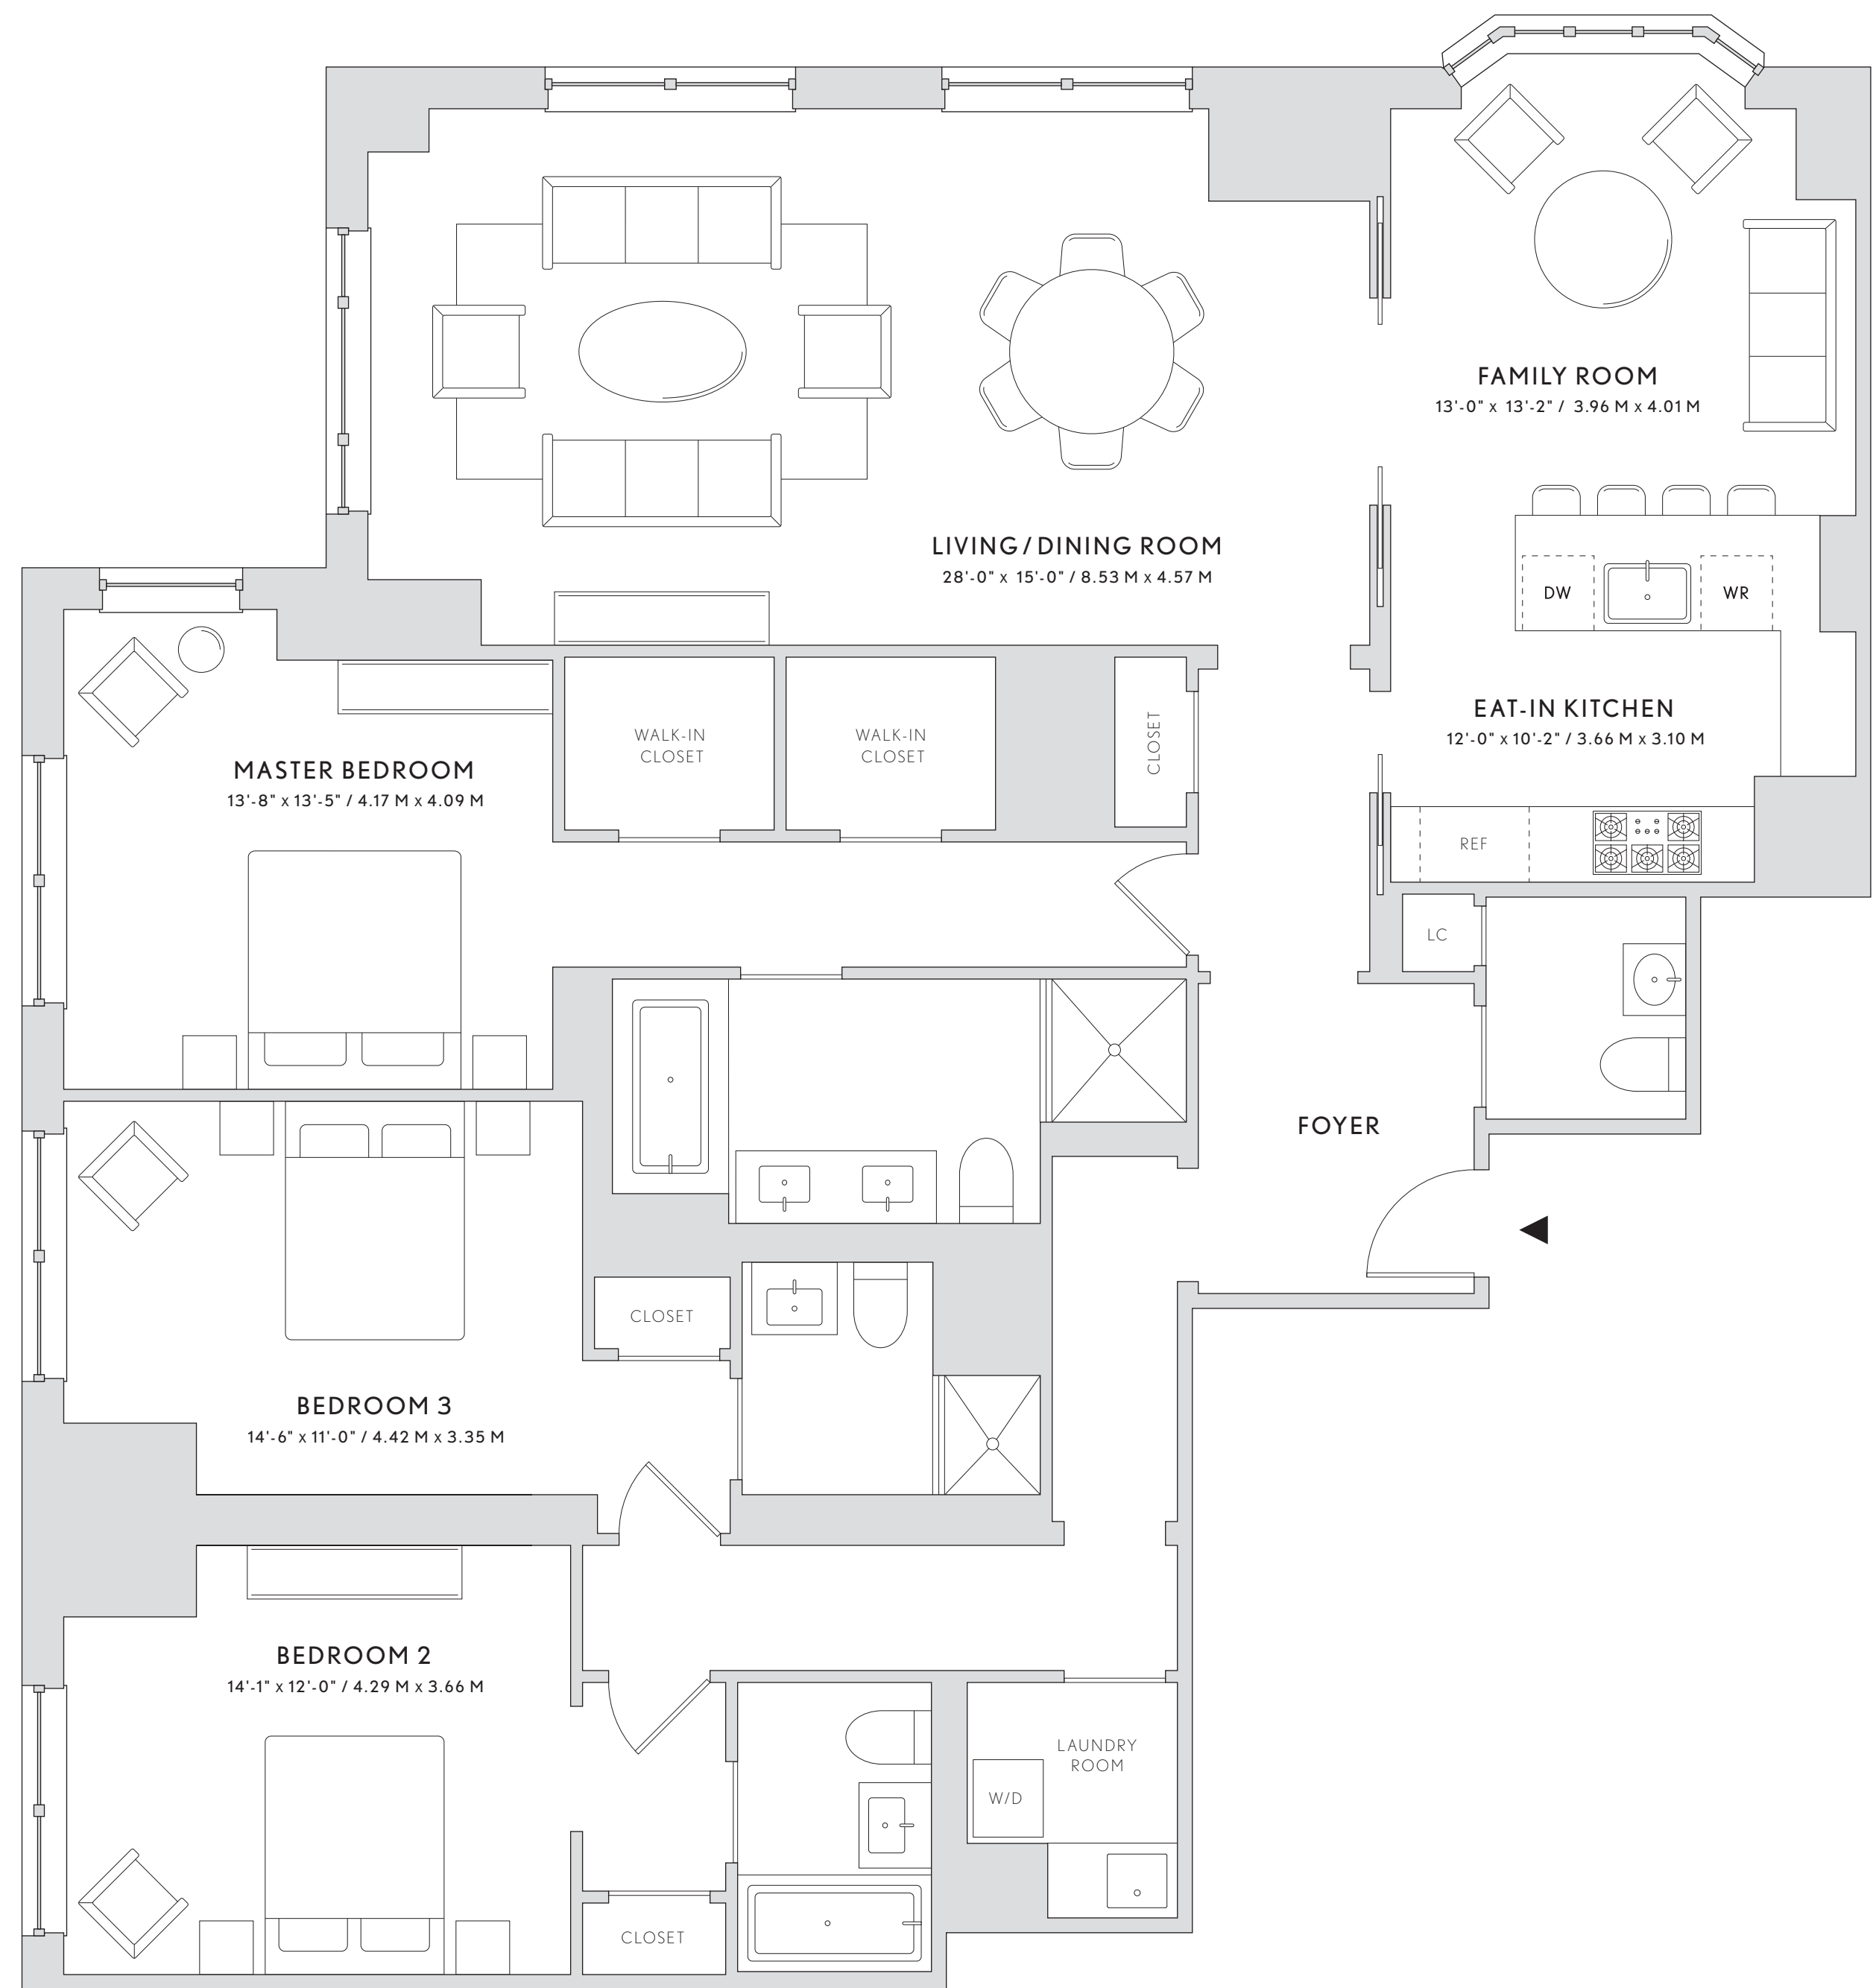 FAMILY ROOM
13'-0" x 13'-2" / 3.96 M x 4.01 M
LIVING/DINING ROOM
28'-0" x 15'-0" / 8.53 M x 4.57 M
DW
WR
EAT-IN KITCHEN
12'-0" x 10'-2" / 3.66 M x 3.10 M
REF
WALK-IN
CLOSET
WALK-IN
CLOSET
CLOSET
MASTER BEDROOM
13'-8" x 13'-5" / 4.17 M x 4.09 M
LC
FOYER
CLOSET
BEDROOM 3
14'-6" x 11'-0" / 4.42 M x 3.35 M
BEDROOM 2
14'-1" x 12'-0" / 4.29 M x 3.66 M
LAUNDRY
ROOM
W/D
CLOSET